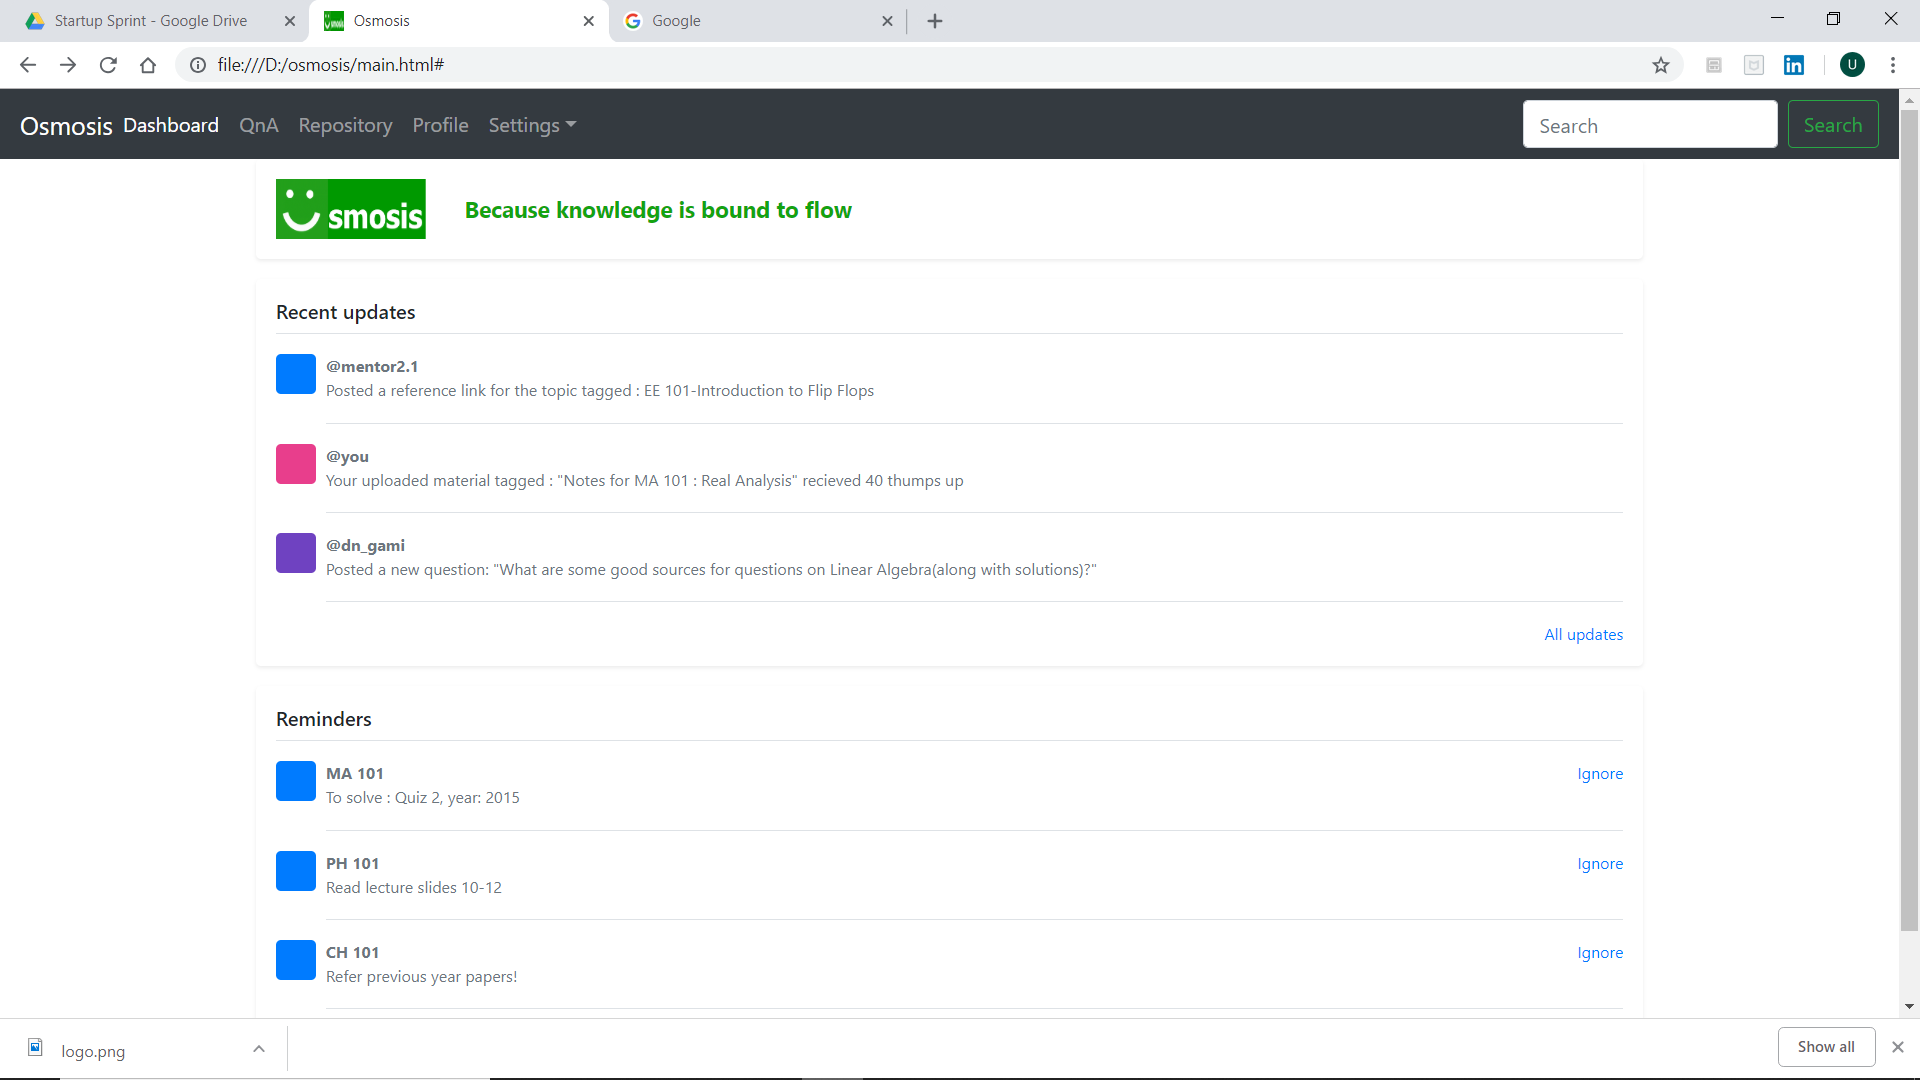 Startup Sprint - Google Drive
Osmosis
Google
file:///D:/osmosis/main.html#
U
Osmosis Dashboard QnA Repository Profile Settings
Search
Search
smosis
Because knowledge is bound to flow
Recent updates
@mentor2.1
Posted a reference link for the topic tagged : EE 101-Introduction to Flip Flops
@you
Your uploaded material tagged : "Notes for MA 101 : Real Analysis" recieved 40 thumps up
@dn_gami
Posted a new question: "What are some good sources for questions on Linear Algebra(along with solutions)?"
All updates
Reminders
MA 101 Ignore
To solve : Quiz 2, year: 2015
PH 101 Ignore
Read lecture slides 10-12
CH 101 Ignore
Refer previous year papers!
logo.png
Show all